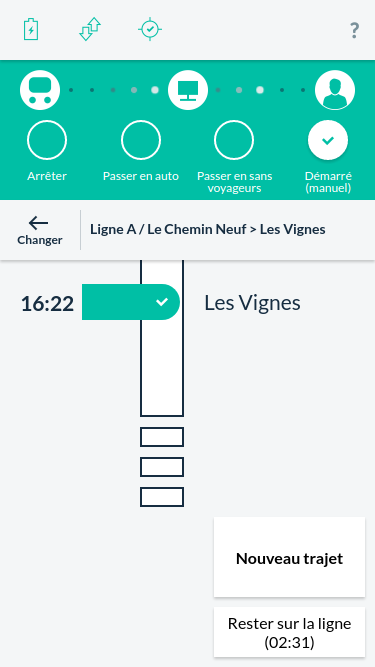 ?
Arrêter
Passer en auto
Passer en sans
voyageurs
Démarré
(manuel)
Changer
Ligne A / Le Chemin Neuf > Les Vignes
16:22
Les Vignes
Nouveau trajet
Rester sur la ligne
(02:31)